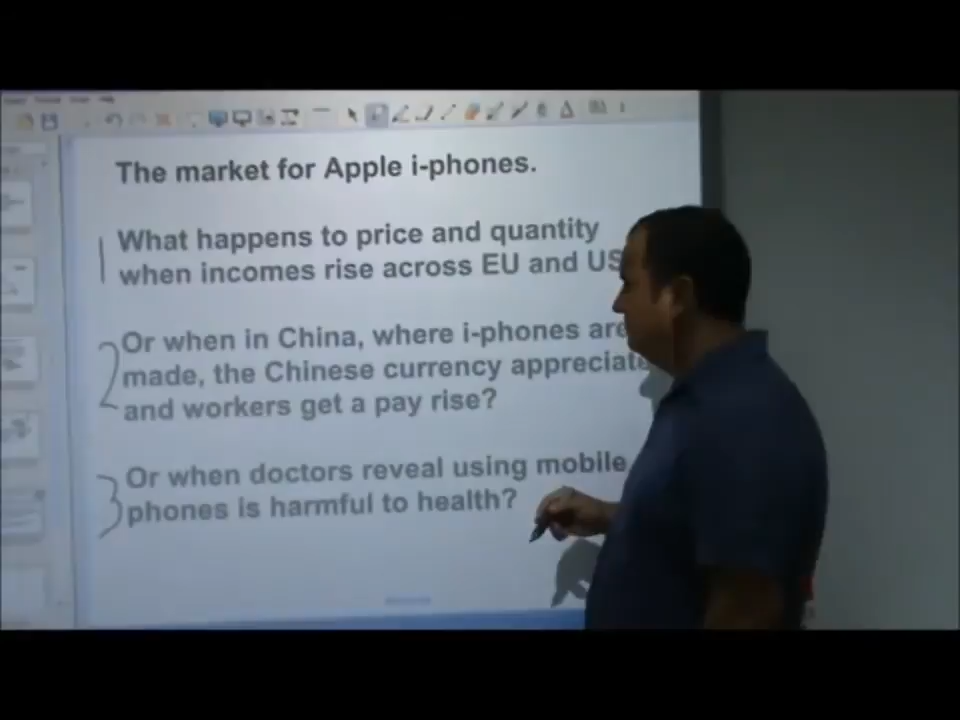 The market for Apple i-phones.
1 What happens to price and quantity
when incomes rise across EU and US
2 Or when in China, where i-phones are
made, the Chinese currency appreciate
and workers get a pay rise?
3 Or when doctors reveal using mobile
phones is harmful to health?